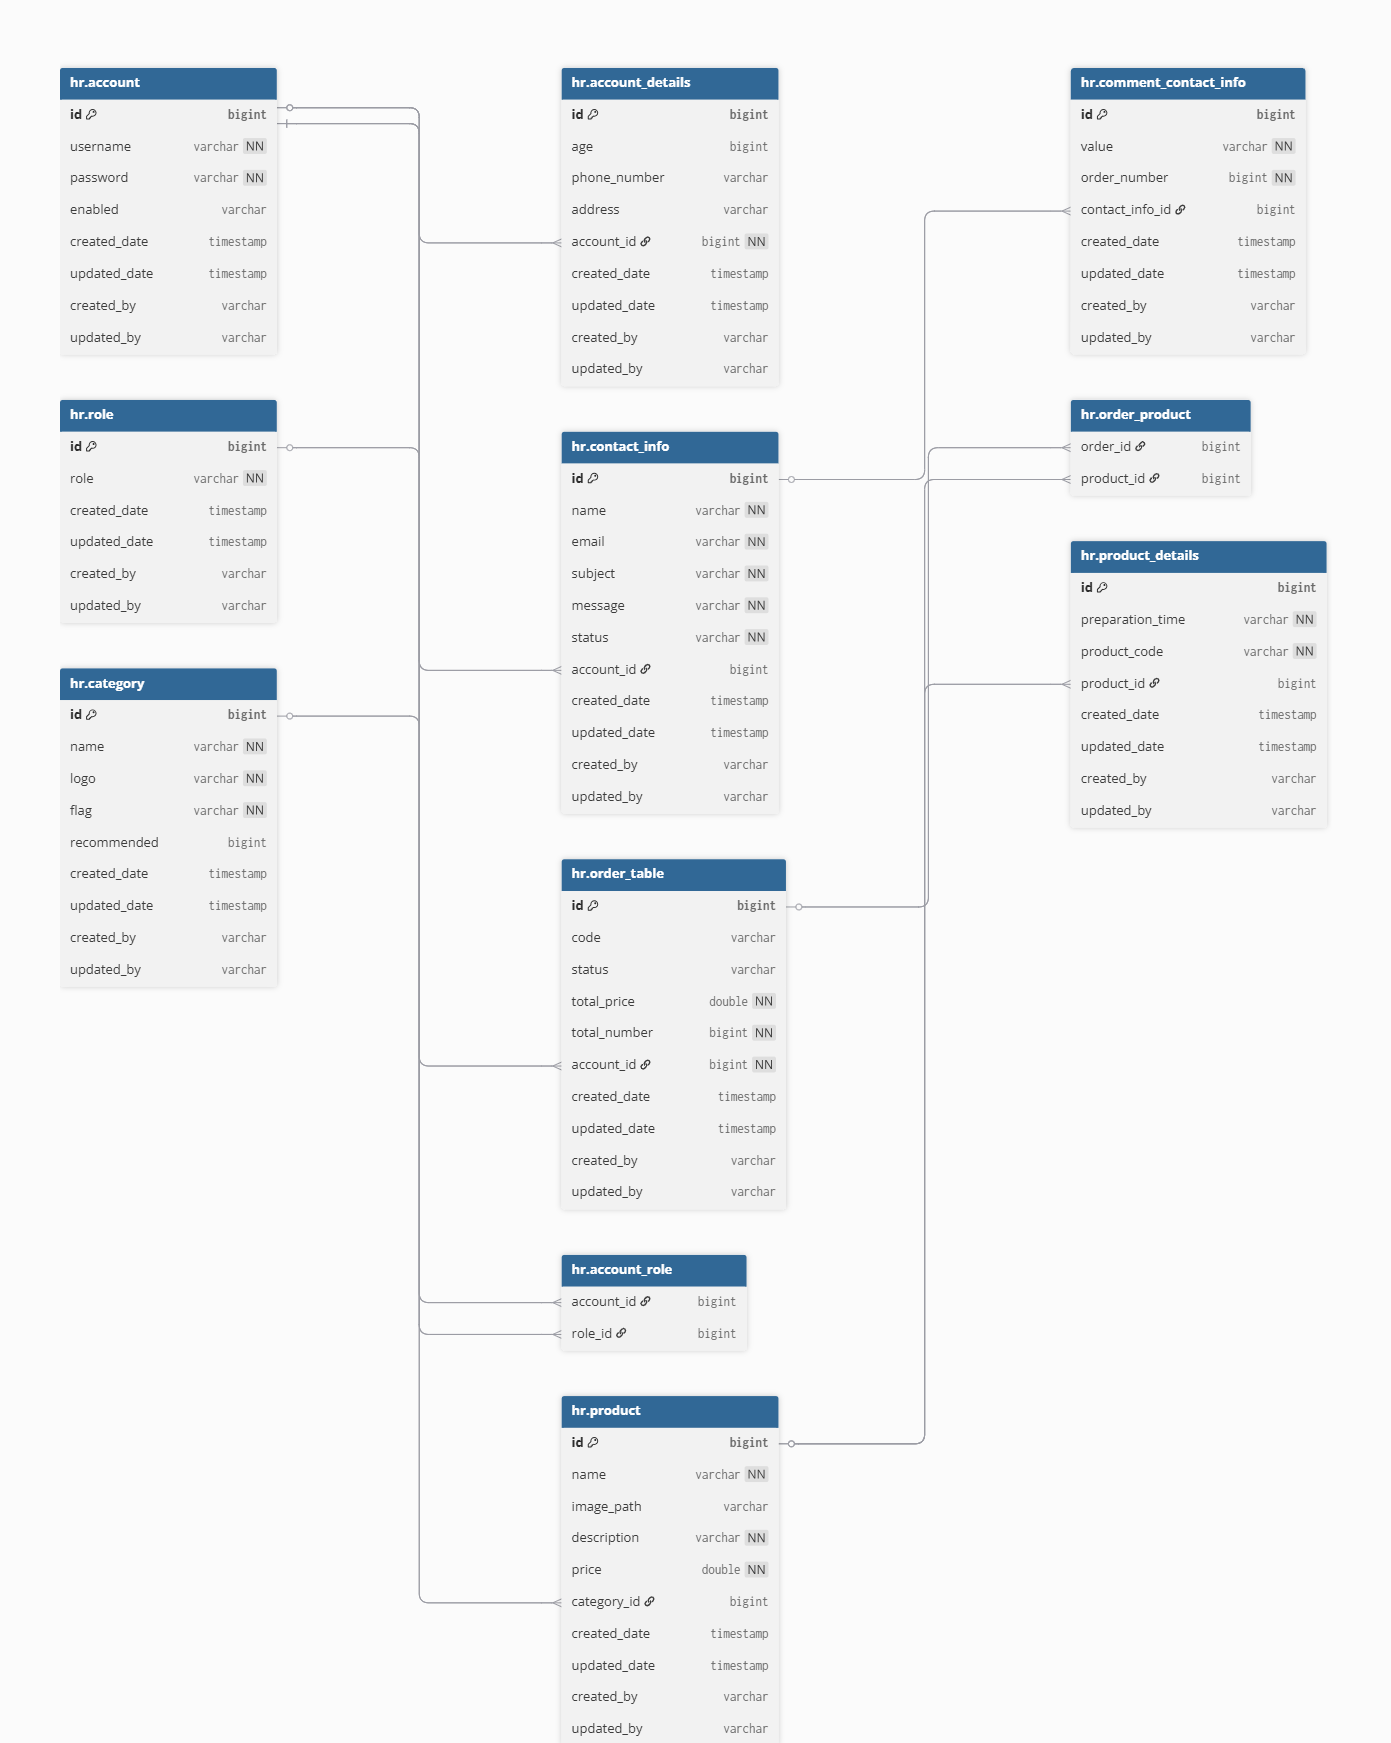 hr.account
id bigint
username varchar NN
password varchar NN
enabled varchar
created_date timestamp
updated_date timestamp
created_by varchar
updated_by varchar
hr.role
id bigint
role varchar NN
created_date timestamp
updated_date timestamp
created_by varchar
updated_by varchar
hr.category
id bigint
name varchar NN
logo varchar NN
flag varchar NN
recommended bigint
created_date timestamp
updated_date timestamp
created_by varchar
updated_by varchar
hr.account_details
id bigint
age bigint
phone_number varchar
address varchar
account_id bigint NN
created_date timestamp
updated_date timestamp
created_by varchar
updated_by varchar
hr.contact_info
id bigint
name varchar NN
email varchar NN
subject varchar NN
message varchar NN
status varchar NN
account_id bigint
created_date timestamp
updated_date timestamp
created_by varchar
updated_by varchar
hr.order_table
id bigint
code varchar
status varchar
total_price double NN
total_number bigint NN
account_id bigint NN
created_date timestamp
updated_date timestamp
created_by varchar
updated_by varchar
hr.account_role
account_id bigint
role_id bigint
hr.product
id bigint
name varchar NN
image_path varchar
description varchar NN
price double NN
category_id bigint
created_date timestamp
updated_date timestamp
created_by varchar
updated_by varchar
hr.comment_contact_info
id bigint
value varchar NN
order_number bigint NN
contact_info_id bigint
created_date timestamp
updated_date timestamp
created_by varchar
updated_by varchar
hr.order_product
order_id bigint
product_id bigint
hr.product_details
id bigint
preparation_time varchar NN
product_code varchar NN
product_id bigint
created_date timestamp
updated_date timestamp
created_by varchar
updated_by varchar